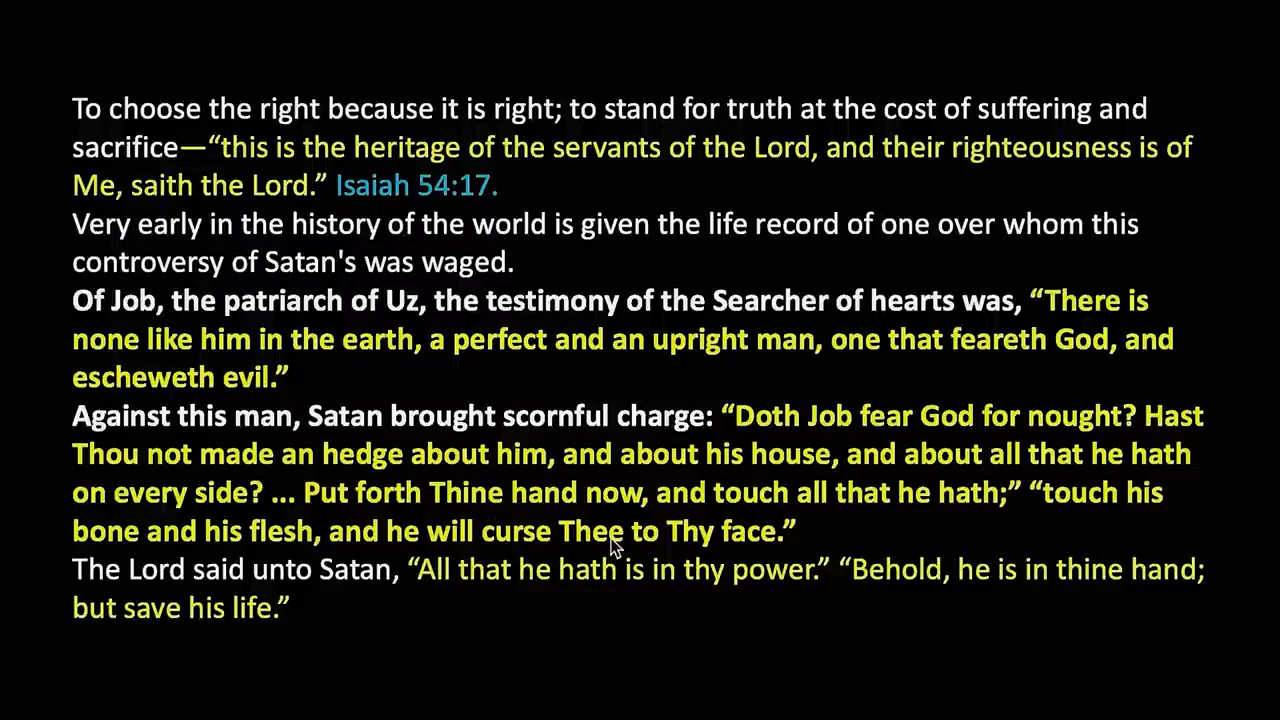 To choose the right because it is right; to stand for truth at the cost of suffering and
sacrifice—“this is the heritage of the servants of the Lord, and their righteousness is of
Me, saith the Lord.” Isaiah 54:17.
Very early in the history of the world is given the life record of one over whom this
controversy of Satan's was waged.
Of Job, the patriarch of Uz, the testimony of the Searcher of hearts was, “There is
none like him in the earth, a perfect and an upright man, one that feareth God, and
escheweth evil.”
Against this man, Satan brought scornful charge: “Doth Job fear God for nought? Hast
Thou not made an hedge about him, and about his house, and about all that he hath
on every side? ... Put forth Thine hand now, and touch all that he hath;” “touch his
bone and his flesh, and he will curse Thee to Thy face.”
The Lord said unto Satan, “All that he hath is in thy power.” “Behold, he is in thine hand;
but save his life.”